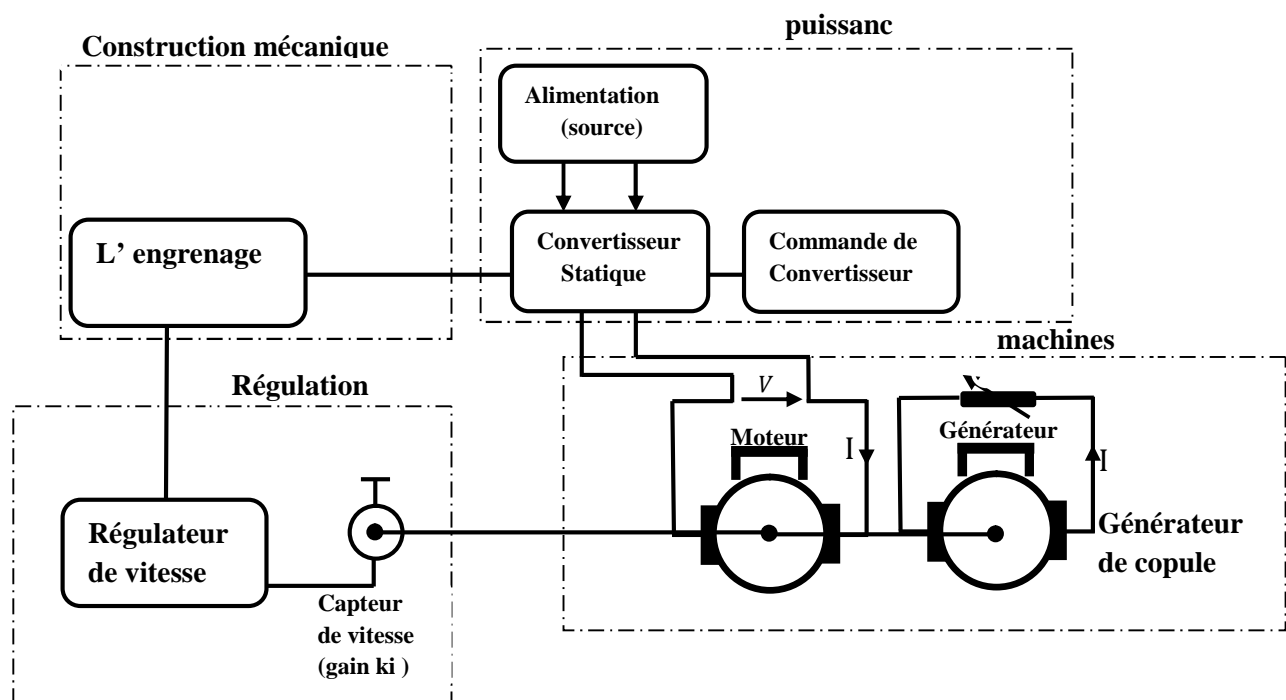 Construction mécanique
puissanc
Alimentation
(source)
L' engrenage
Convertisseur
Statique
Commande de
Convertisseur
machines
Régulation
V
Moteur
I
Générateur
I
Régulateur
de vitesse
Capteur
de vitesse
(gain ki )
Générateur
de copule